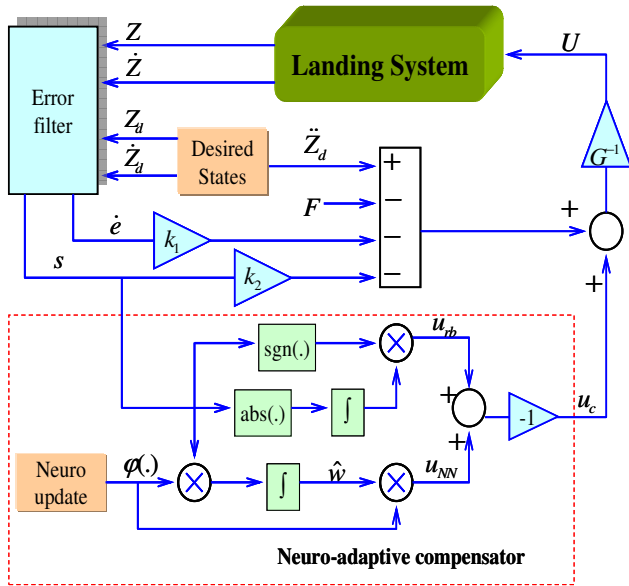 Z
Ż
Landing System
U
Error
filter
Z_d
Ż_d
Desired
States
Z̈_d
G⁻¹
+
F
−
−
−
+
ė
k₁
s
k₂
+
sgn(.)
×
u_rb
abs(.)
∫
+
-1
u_c
+
Neuro
update
φ(.)
×
∫
ŵ
×
u_NN
Neuro-adaptive compensator